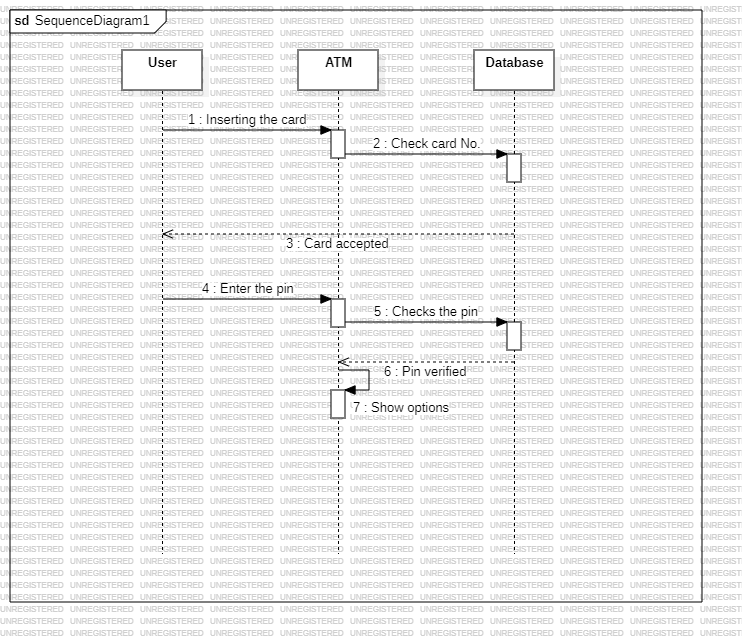 sd SequenceDiagram1
User
ATM
Database
1 : Inserting the card
2 : Check card No.
3 : Card accepted
4 : Enter the pin
5 : Checks the pin
6 : Pin verified
7 : Show options
UNREGISTERED